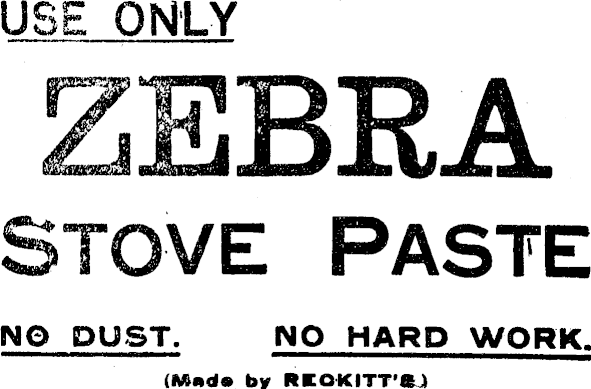 USE ONLY
ZEBRA
STOVE PASTE
NO DUST. NO HARD WORK.
(Made by RECKITT'S.)